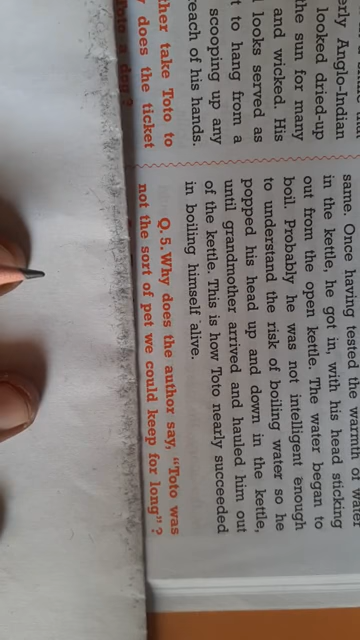 erly Anglo-Indian
looked dried-up
the sun for many
and wicked. His
looks served as
t to hang from a
scooping up any
reach of his hands.
ther take Toto to
does the ticket
Toto a dog?
same. Once having tested the warmth of water
in the kettle, he got in, with his head sticking
out from the open kettle. The water began to
boil. Probably he was not intelligent enough
to understand the risk of boiling water so he
popped his head up and down in the kettle,
until grandmother arrived and hauled him out
of the kettle. This is how Toto nearly succeeded
in boiling himself alive.
Q. 5. Why does the author say, "Toto was
not the sort of pet we could keep for long"?